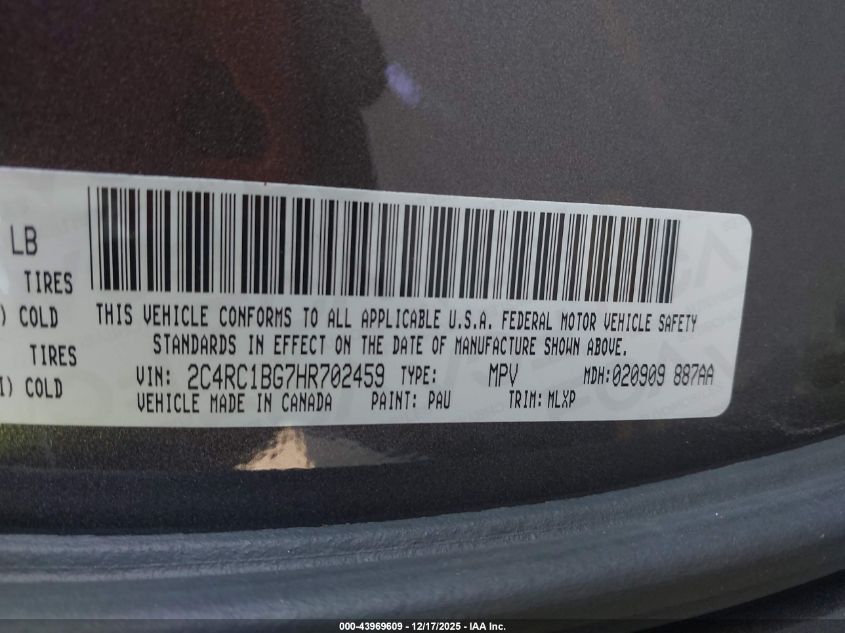 LB
TIRES
) COLD
TIRES
I) COLD
THIS VEHICLE CONFORMS TO ALL APPLICABLE U.S.A. FEDERAL MOTOR VEHICLE SAFETY
STANDARDS IN EFFECT ON THE DATE OF MANUFACTURE SHOWN ABOVE.
VIN: 2C4RC1BG7HR702459 TYPE: MPV MDH: 020909 887AA
VEHICLE MADE IN CANADA PAINT: PAU TRIM: MLXP
000-43969609 - 12/17/2025 - IAA Inc.